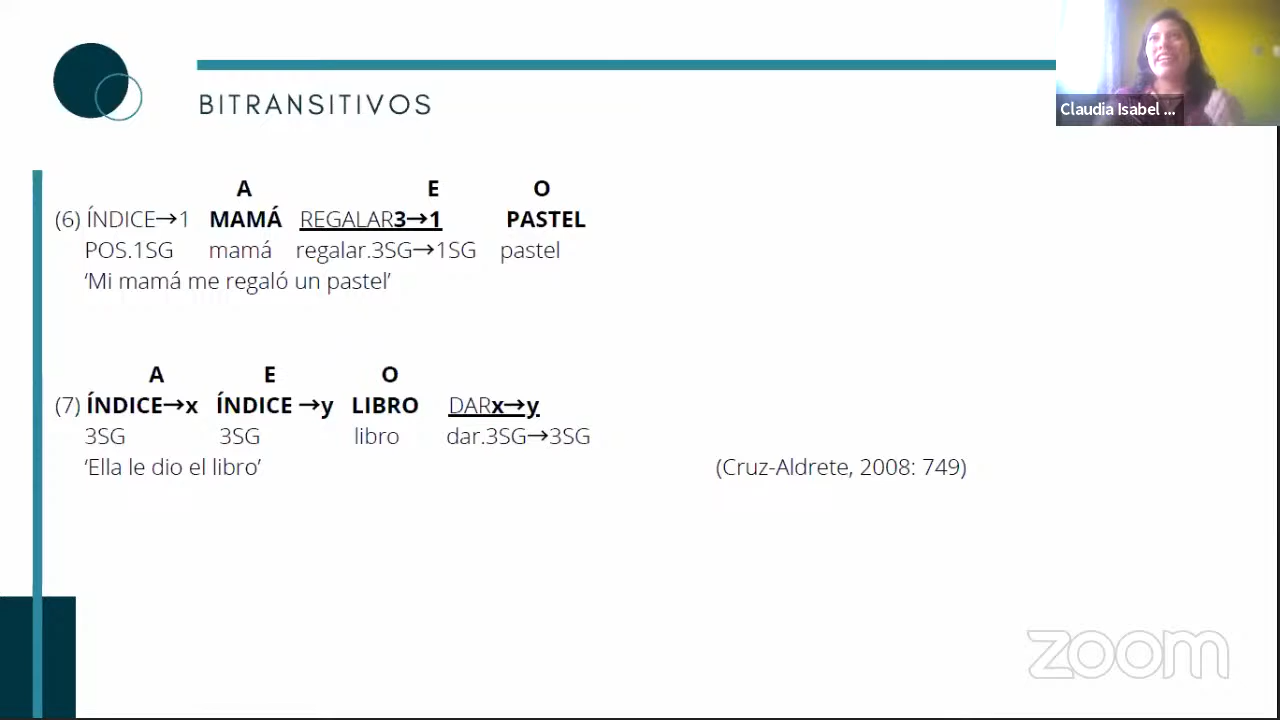 Claudia Isabel ...
BITRANSITIVOS
A E O
(6) ÍNDICE→1 MAMÁ REGALAR3→1 PASTEL
POS.1SG mamá regalar.3SG→1SG pastel
‘Mi mamá me regaló un pastel’
A E O
(7) ÍNDICE→x ÍNDICE →y LIBRO DARx→y
3SG 3SG libro dar.3SG→3SG
‘Ella le dio el libro’ (Cruz-Aldrete, 2008: 749)
zoom